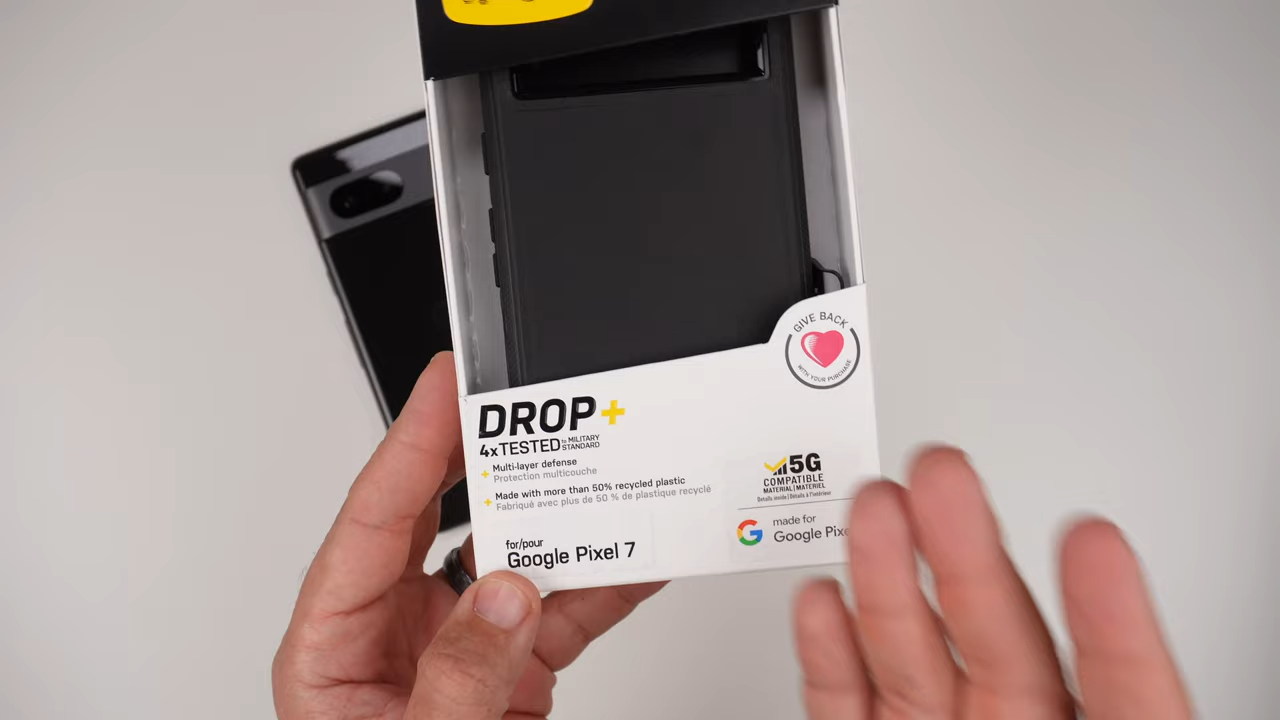 GIVE BACK
WITH YOUR PURCHASE
DROP+
4xTESTED to MILITARY STANDARD
+ Multi-layer defense
Protection multicouche
+ Made with more than 50% recycled plastic
Fabriqué avec plus de 50 % de plastique recyclé
5G
COMPATIBLE
MATERIAL | MATÉRIEL
Details inside | Détails à l'intérieur
made for
Google
for/pour
Google Pixel 7